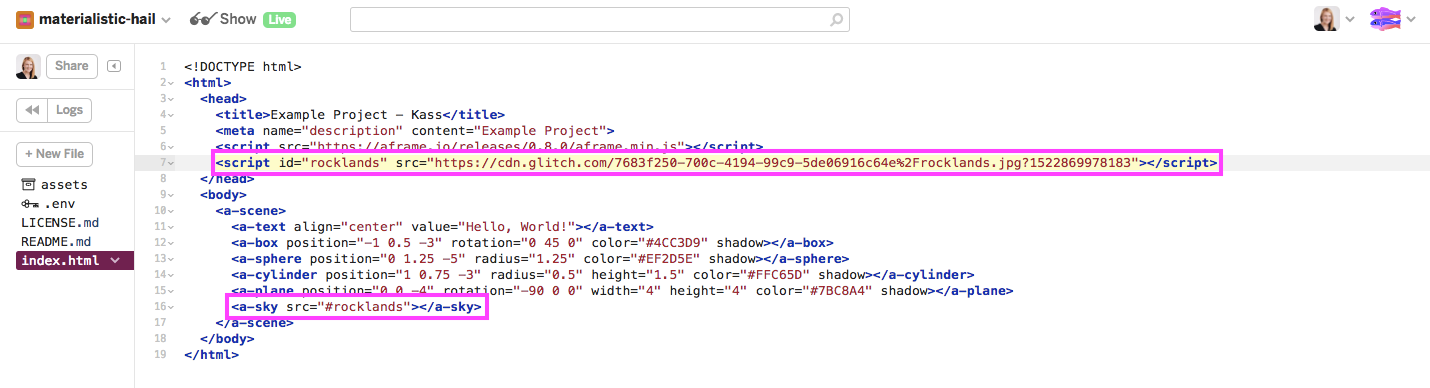 materialistic-hail Show Live
Share
Logs
+ New File
assets
.env
LICENSE.md
README.md
index.html
1 <!DOCTYPE html>
2 <html>
3 <head>
4 <title>Example Project - Kass</title>
5 <meta name="description" content="Example Project">
6 <script src="https://aframe.io/releases/0.8.0/aframe.min.js"></script>
7 <script id="rocklands" src="https://cdn.glitch.com/7683f250-700c-4194-99c9-5de06916c64e%2Frocklands.jpg?1522869978183"></script>
8 </head>
9 <body>
10 <a-scene>
11 <a-text align="center" value="Hello, World!"></a-text>
12 <a-box position="-1 0.5 -3" rotation="0 45 0" color="#4CC3D9" shadow></a-box>
13 <a-sphere position="0 1.25 -5" radius="1.25" color="#EF2D5E" shadow></a-sphere>
14 <a-cylinder position="1 0.75 -3" radius="0.5" height="1.5" color="#FFC65D" shadow></a-cylinder>
15 <a-plane position="0 0 -4" rotation="-90 0 0" width="4" height="4" color="#7BC8A4" shadow></a-plane>
16 <a-sky src="#rocklands"></a-sky>
17 </a-scene>
18 </body>
19 </html>